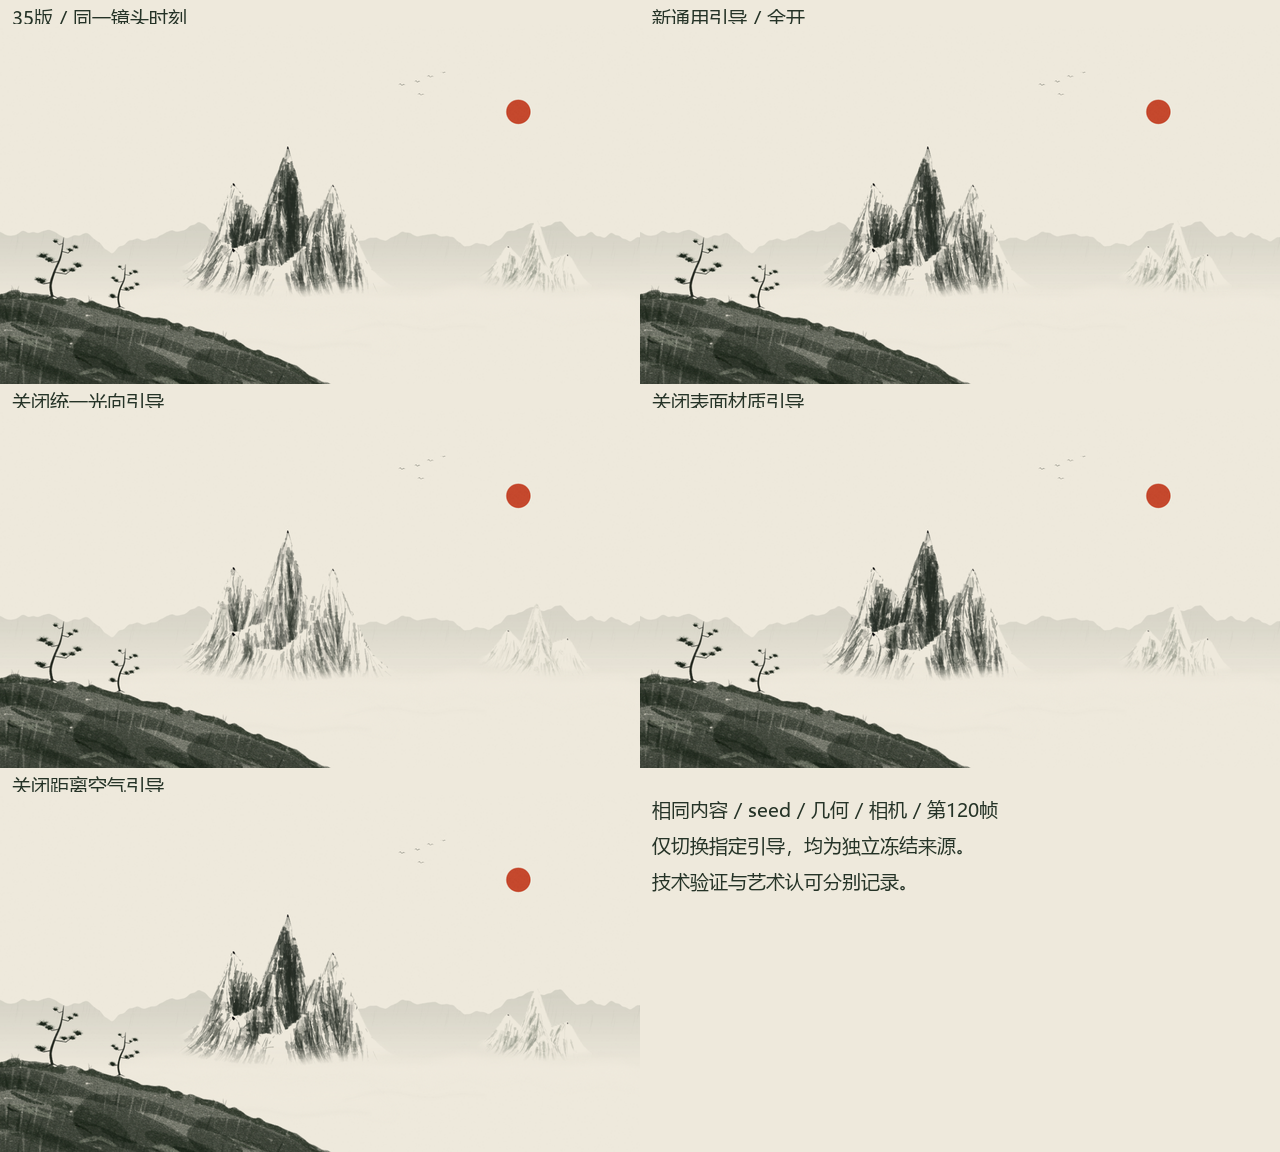 35版 / 同一镜头时刻
新通用引导 / 全开
关闭统一光向引导
关闭表面材质引导
关闭距离空气引导
相同内容 / seed / 几何 / 相机 / 第120帧
仅切换指定引导，均为独立冻结来源。
技术验证与艺术认可分别记录。